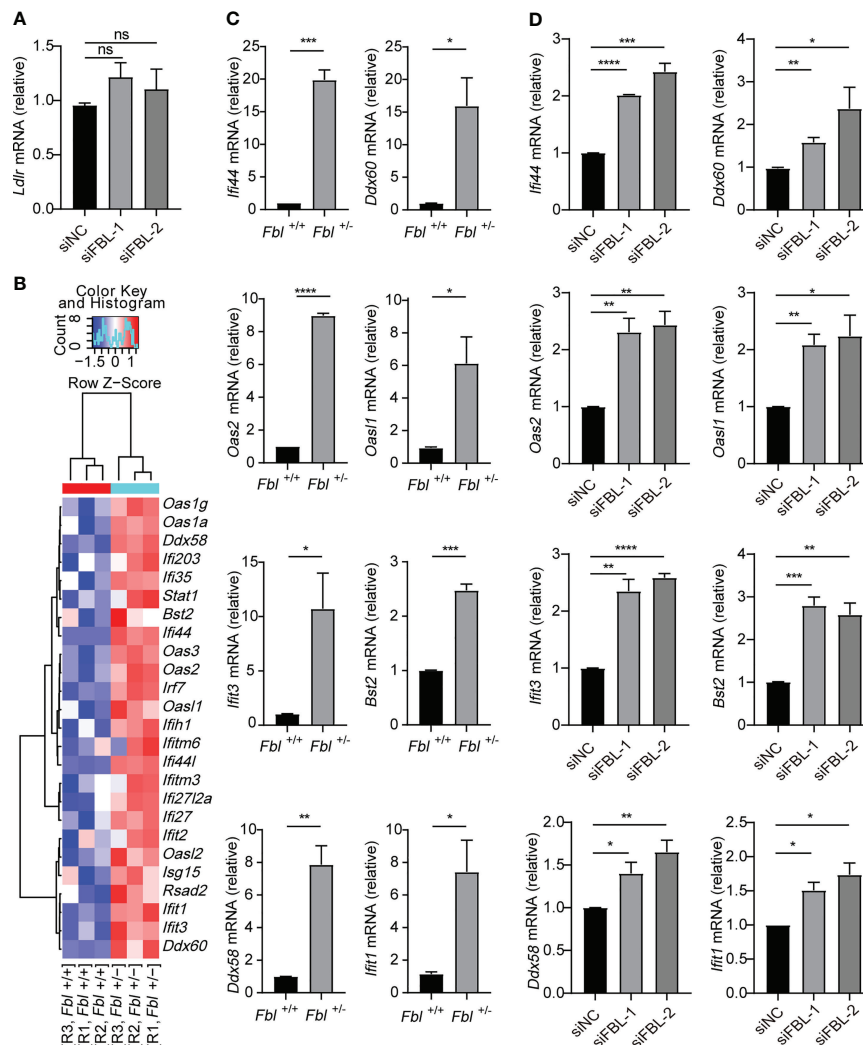 A
ns
ns
Ldlr mRNA (relative)
1.5
1.0
0.5
0.0
siNC
siFBL-1
siFBL-2
B
Color Key
and Histogram
Count
8
4
0
−1.5 0 1
Row Z−Score
Oas1g
Oas1a
Ddx58
Ifi203
Ifi35
Stat1
Bst2
Ifi44
Oas3
Oas2
Irf7
Oasl1
Ifih1
Ifitm6
Ifi44l
Ifitm3
Ifi27l2a
Ifi27
Ifit2
Oasl2
Isg15
Rsad2
Ifit1
Ifit3
Ddx60
R3, Fbl +/+
R1, Fbl +/+
R2, Fbl +/+
R3, Fbl +/−
R2, Fbl +/−
R1, Fbl +/−
C
***
Ifi44 mRNA (relative)
25
20
15
10
5
0
Fbl +/+ Fbl +/-
*
Ddx60 mRNA (relative)
25
20
15
10
5
0
Fbl +/+ Fbl +/-
****
Oas2 mRNA (relative)
10
8
6
4
2
0
Fbl +/+ Fbl +/-
*
Oasl1 mRNA (relative)
10
8
6
4
2
0
Fbl +/+ Fbl +/-
*
Ifit3 mRNA (relative)
15
10
5
0
Fbl +/+ Fbl +/-
***
Bst2 mRNA (relative)
3
2
1
0
Fbl +/+ Fbl +/-
**
Ddx58 mRNA (relative)
10
8
6
4
2
0
Fbl +/+ Fbl +/-
*
Ifit1 mRNA (relative)
10
8
6
4
2
0
Fbl +/+ Fbl +/-
D
***
****
Ifi44 mRNA (relative)
3
2
1
0
siNC
siFBL-1
siFBL-2
*
**
Ddx60 mRNA (relative)
4
3
2
1
0
siNC
siFBL-1
siFBL-2
**
**
Oas2 mRNA (relative)
3
2
1
0
siNC
siFBL-1
siFBL-2
*
**
Oasl1 mRNA (relative)
3
2
1
0
siNC
siFBL-1
siFBL-2
****
**
Ifit3 mRNA (relative)
3
2
1
0
siNC
siFBL-1
siFBL-2
**
***
Bst2 mRNA (relative)
4
3
2
1
0
siNC
siFBL-1
siFBL-2
**
*
Ddx58 mRNA (relative)
2.0
1.5
1.0
0.5
0.0
siNC
siFBL-1
siFBL-2
*
*
Ifit1 mRNA (relative)
2.5
2.0
1.5
1.0
0.5
0.0
siNC
siFBL-1
siFBL-2